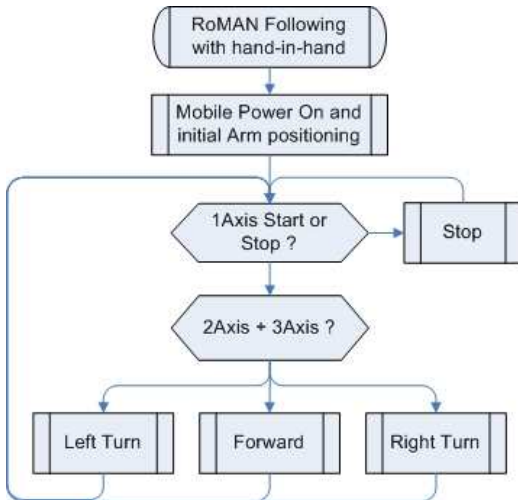 RoMAN Following
with hand-in-hand
Mobile Power On and
initial Arm positioning
1Axis Start or
Stop ?
Stop
2Axis + 3Axis ?
Left Turn
Forward
Right Turn